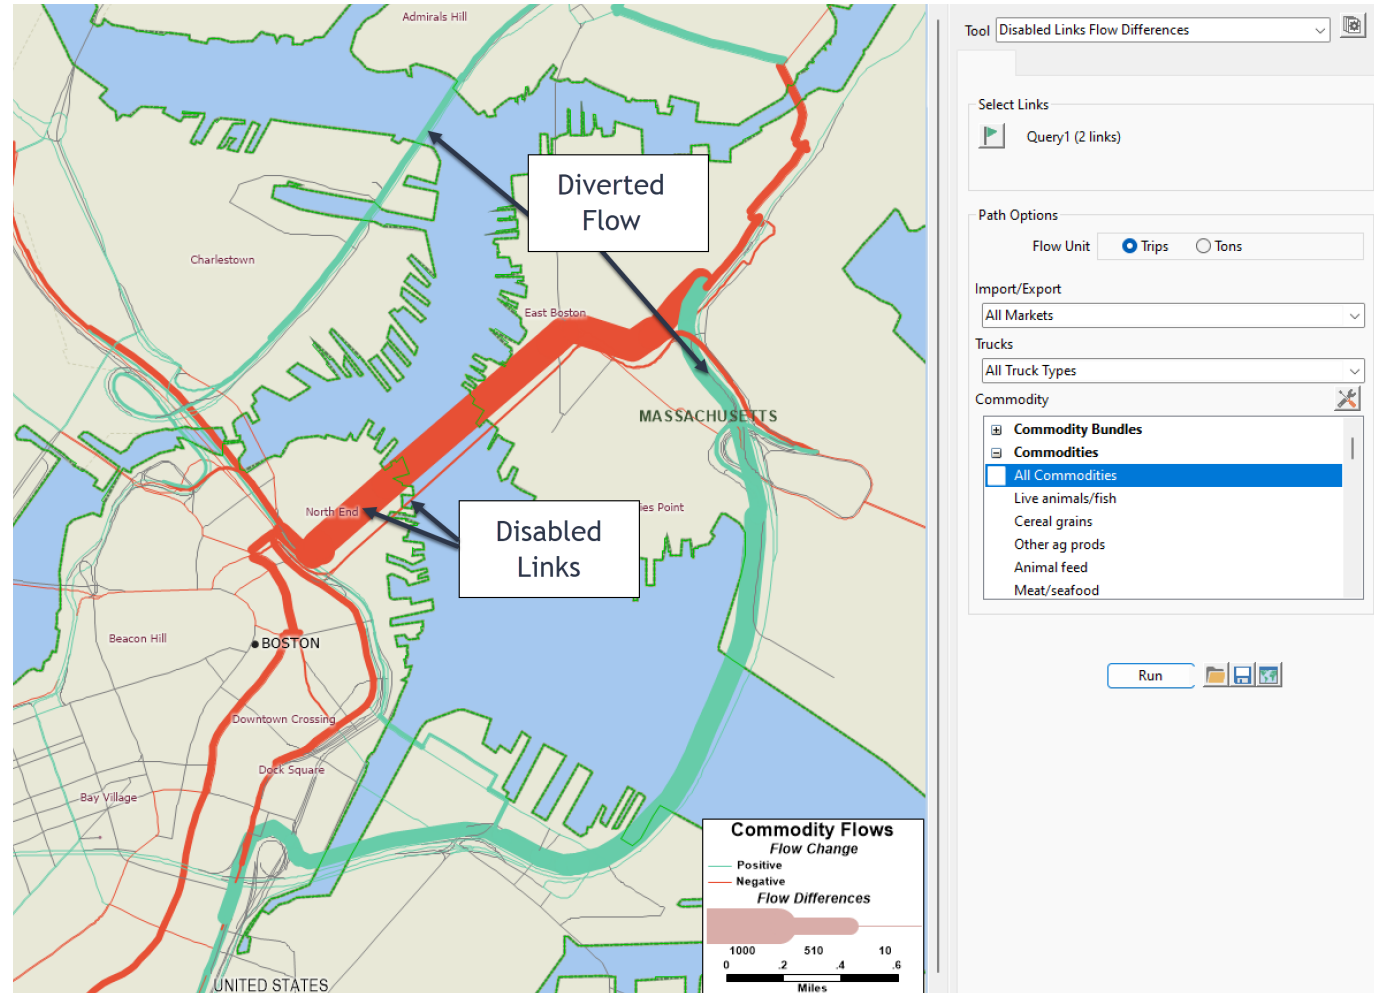 Admirals Hill
Diverted
Flow
Charlestown
East Boston
MASSACHUSETTS
North End
ies Point
Disabled
Links
Beacon Hill
BOSTON
Downtown Crossing
Dock Square
Bay Village
UNITED STATES
Commodity Flows
Flow Change
Positive
Negative
Flow Differences
1000 510 10
0 .2 .4 .6
Miles
Tool Disabled Links Flow Differences
Select Links
Query1 (2 links)
Path Options
Flow Unit Trips Tons
Import/Export
All Markets
Trucks
All Truck Types
Commodity
Commodity Bundles
Commodities
All Commodities
Live animals/fish
Cereal grains
Other ag prods
Animal feed
Meat/seafood
Run